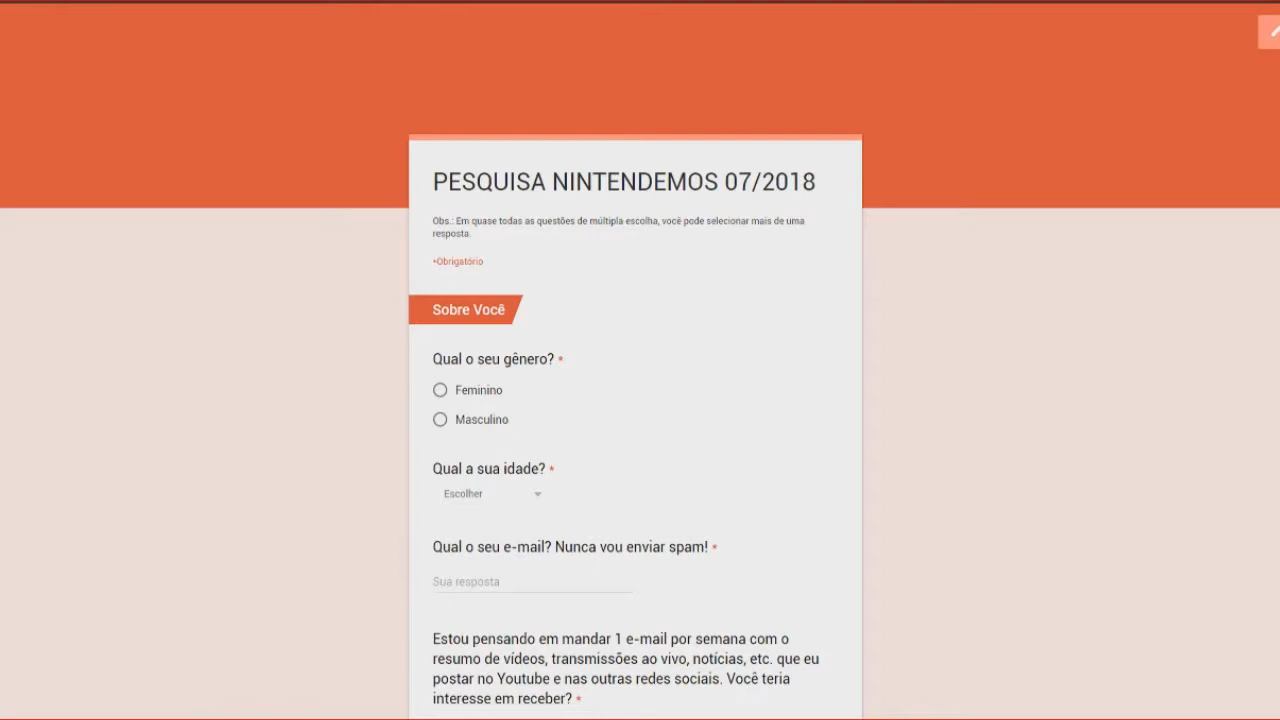 PESQUISA NINTENDEMOS 07/2018
Obs.: Em quase todas as questões de múltipla escolha, você pode selecionar mais de uma
resposta.
*Obrigatório
Sobre Você
Qual o seu gênero? *
Feminino
Masculino
Qual a sua idade? *
Escolher
Qual o seu e-mail? Nunca vou enviar spam! *
Sua resposta
Estou pensando em mandar 1 e-mail por semana com o
resumo de vídeos, transmissões ao vivo, notícias, etc. que eu
postar no Youtube e nas outras redes sociais. Você teria
interesse em receber? *